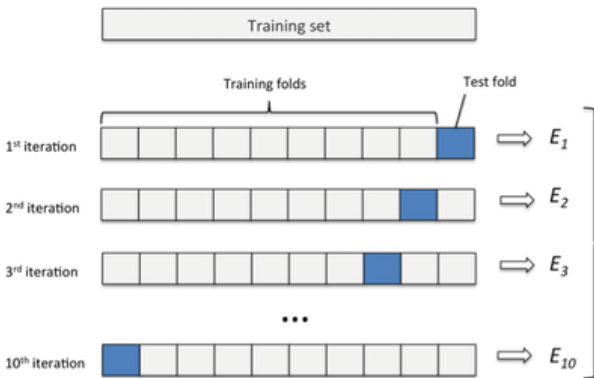 Training set
Training folds
Test fold
1st iteration
E1
2nd iteration
E2
3rd iteration
E3
...
10th iteration
E10